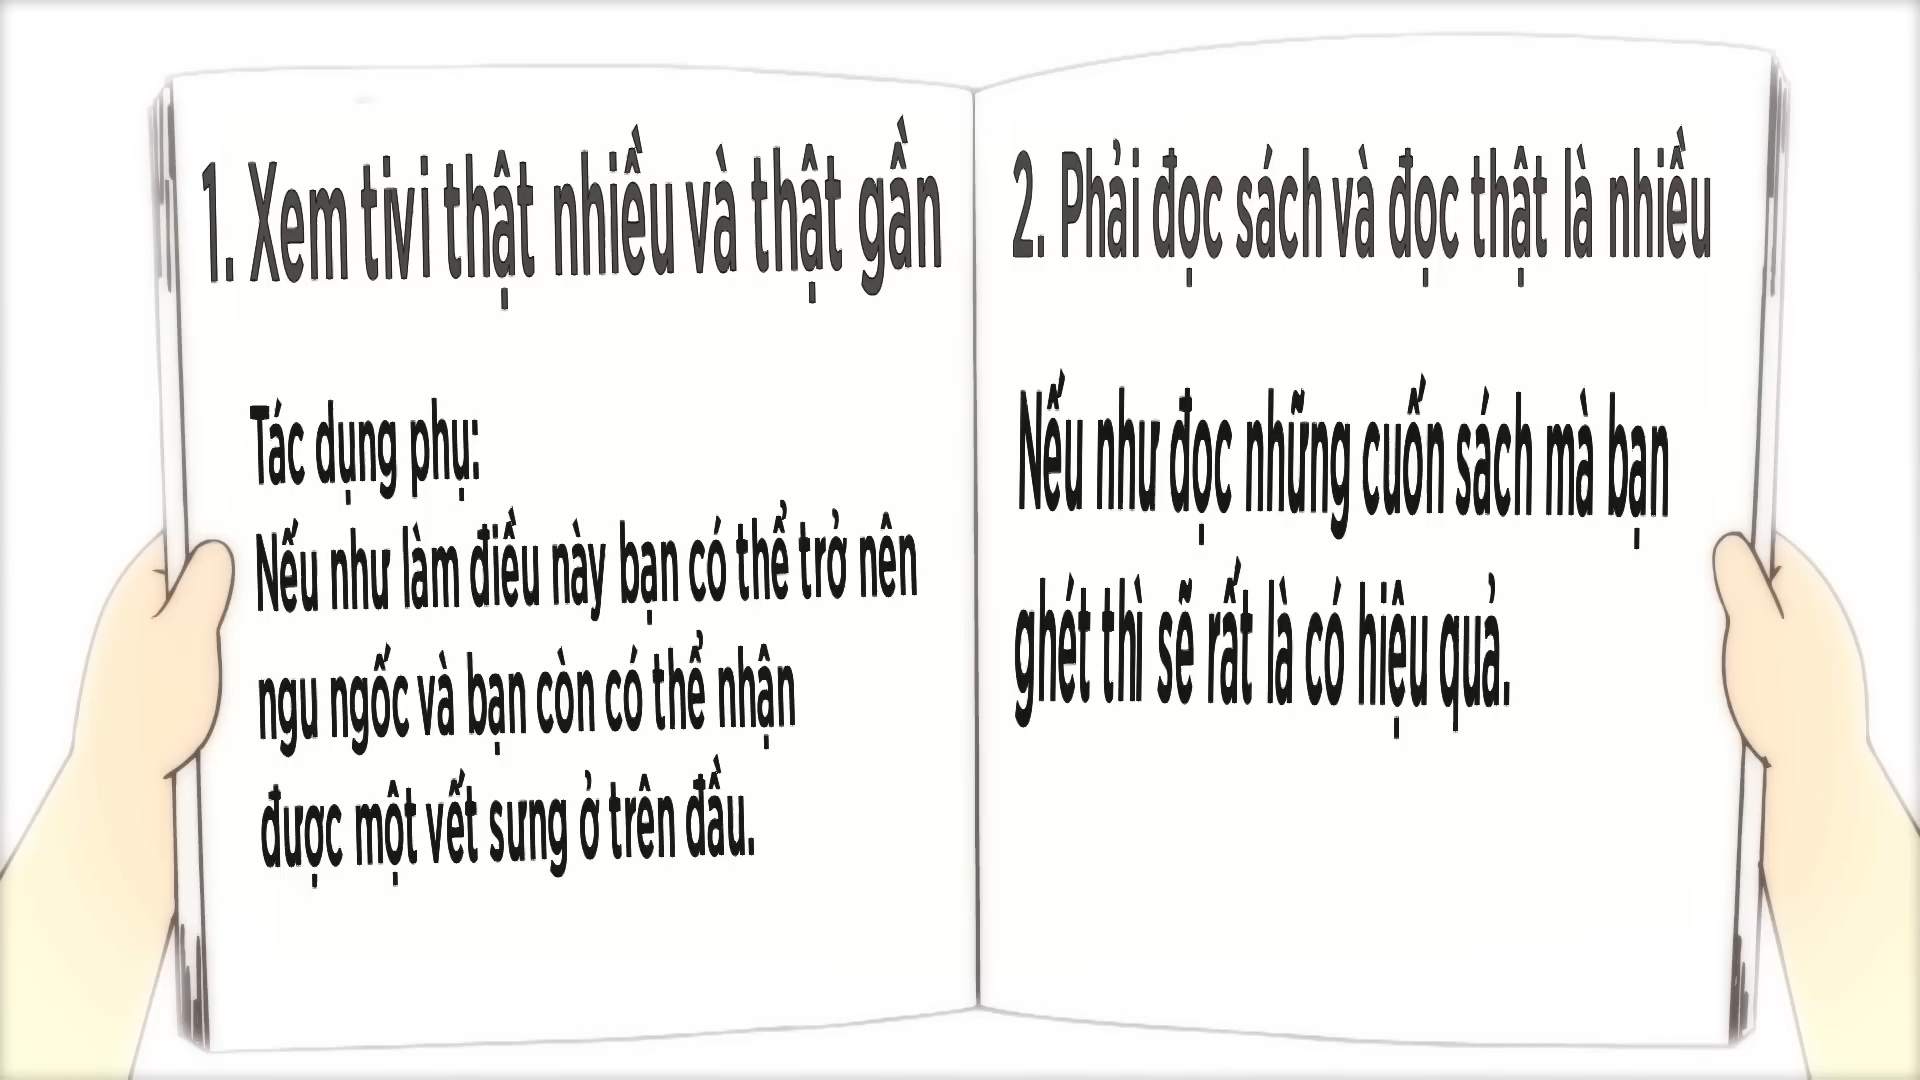 1. Xem tivi thật nhiều và thật gần
Tác dụng phụ:
Nếu như làm điều này bạn có thể trở nên
ngu ngốc và bạn còn có thể nhận
được một vết sưng ở trên đầu.
2. Phải đọc sách và đọc thật là nhiều
Nếu như đọc những cuốn sách mà bạn
ghét thì sẽ rất là có hiệu quả.